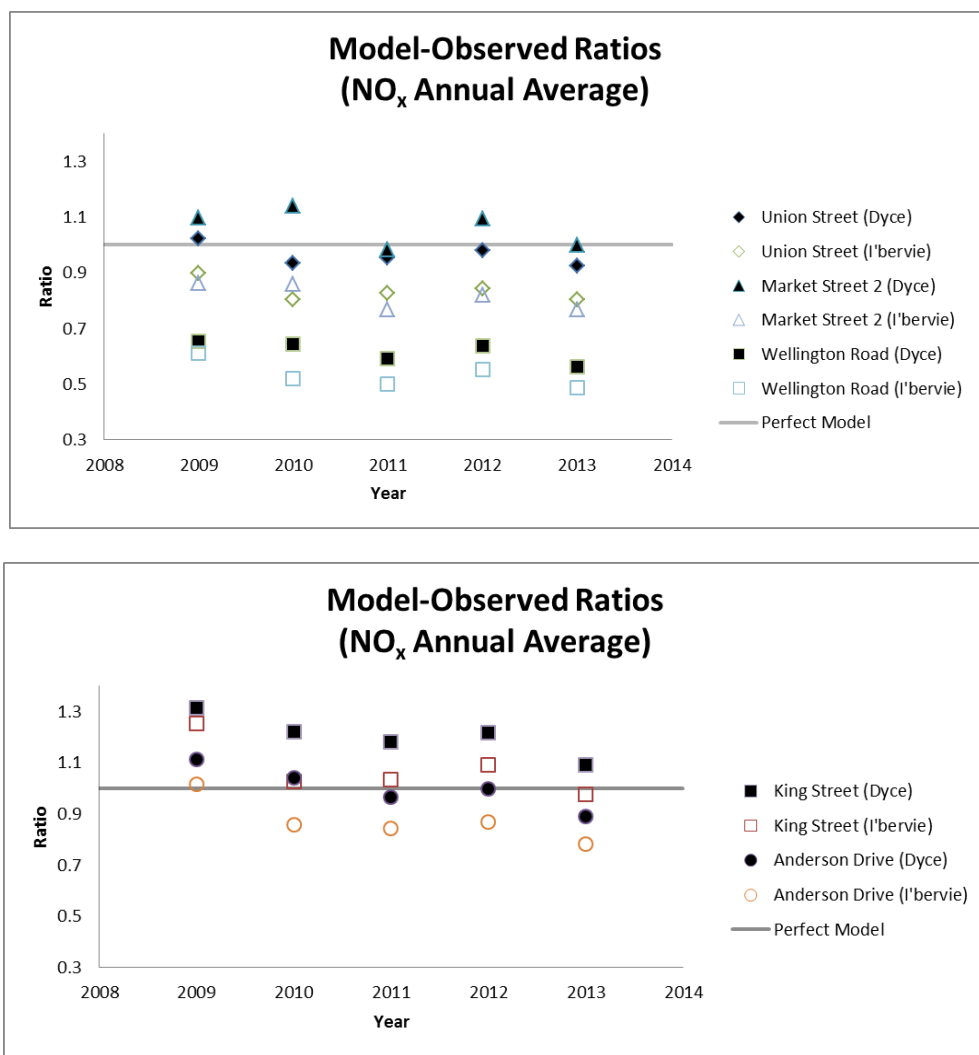 Model-Observed Ratios
(NOx Annual Average)
1.3
1.1
0.9
0.7
0.5
0.3
Ratio
2008 2009 2010 2011 2012 2013 2014
Year
Union Street (Dyce)
Union Street (I'bervie)
Market Street 2 (Dyce)
Market Street 2 (I'bervie)
Wellington Road (Dyce)
Wellington Road (I'bervie)
Perfect Model
Model-Observed Ratios
(NOx Annual Average)
1.3
1.1
0.9
0.7
0.5
0.3
Ratio
2008 2009 2010 2011 2012 2013 2014
Year
King Street (Dyce)
King Street (I'bervie)
Anderson Drive (Dyce)
Anderson Drive (I'bervie)
Perfect Model